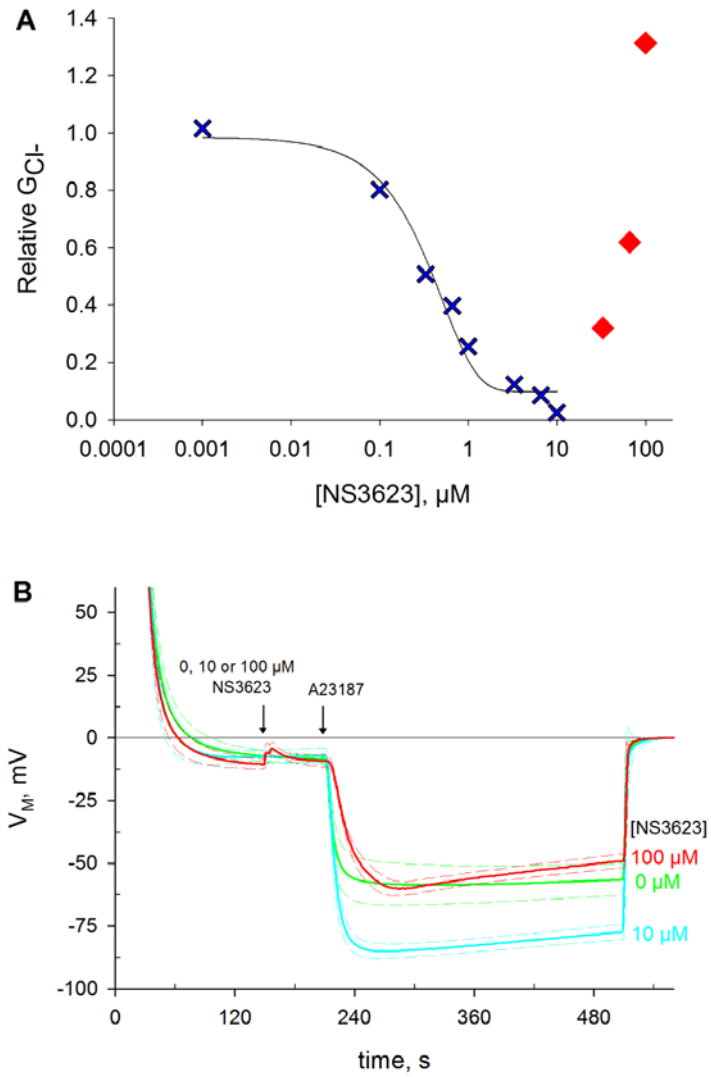 A
Relative GCl-
1.4
1.2
1.0
0.8
0.6
0.4
0.2
0.0
0.0001 0.001 0.01 0.1 1 10 100
[NS3623], µM
B
VM, mV
50
25
0
-25
-50
-75
-100
0, 10 or 100 µM
NS3623
A23187
[NS3623]
100 µM
0 µM
10 µM
0 120 240 360 480
time, s